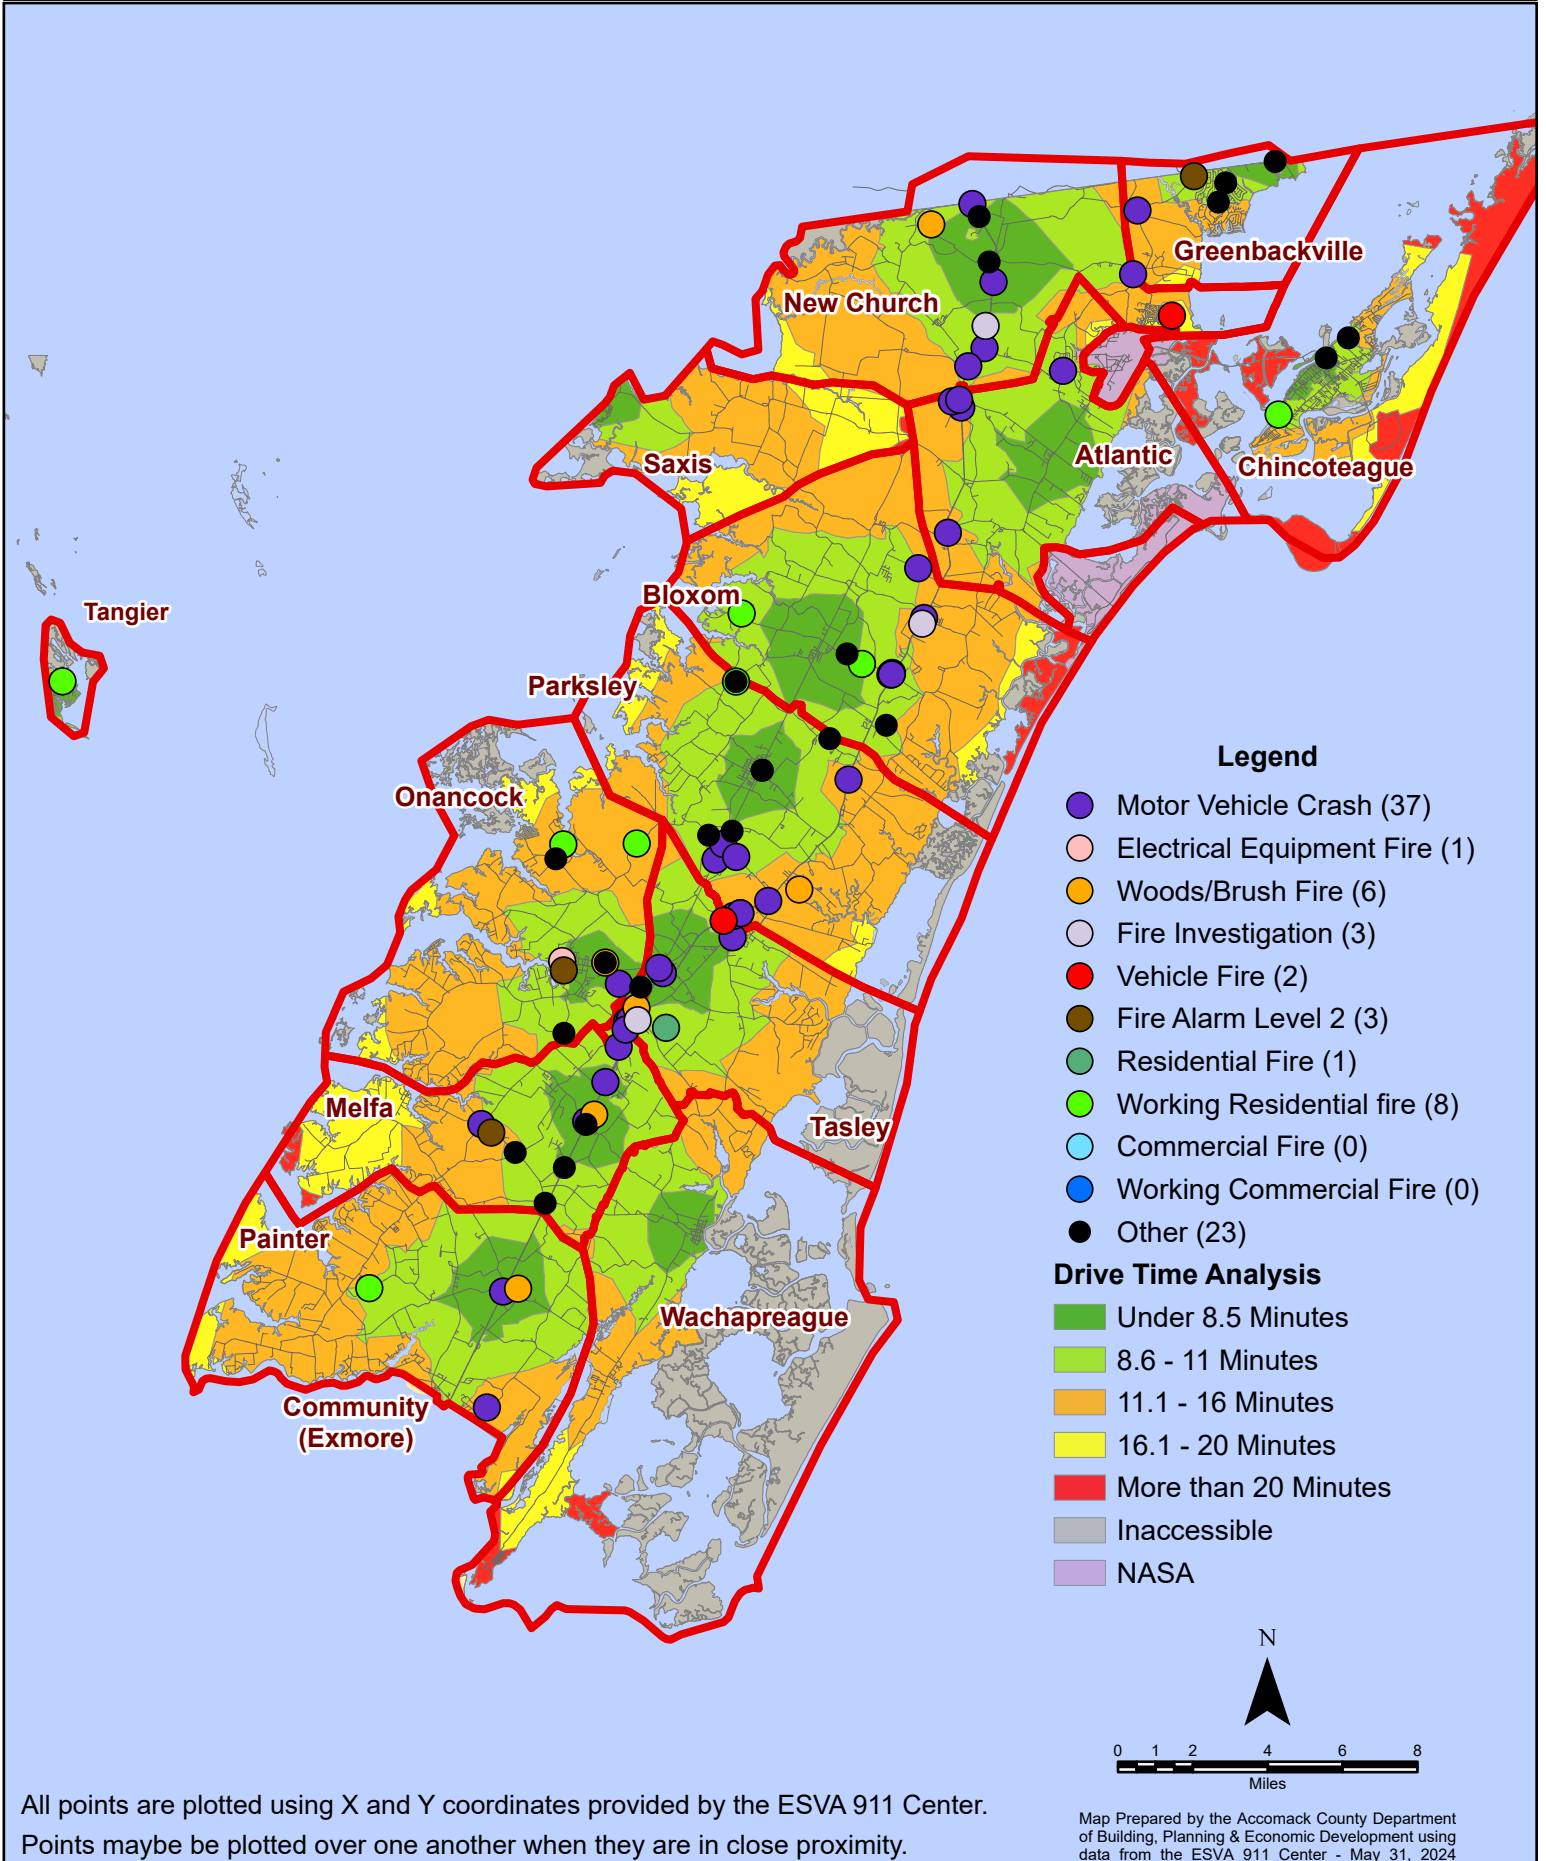 Greenbackville
New Church
Atlantic
Saxis
Chincoteague
Bloxom
Tangier
Parksley
Onancock
Melfa
Tasley
Painter
Wachapreague
Community
(Exmore)
Legend
Motor Vehicle Crash (37)
Electrical Equipment Fire (1)
Woods/Brush Fire (6)
Fire Investigation (3)
Vehicle Fire (2)
Fire Alarm Level 2 (3)
Residential Fire (1)
Working Residential fire (8)
Commercial Fire (0)
Working Commercial Fire (0)
Other (23)
Drive Time Analysis
Under 8.5 Minutes
8.6 - 11 Minutes
11.1 - 16 Minutes
16.1 - 20 Minutes
More than 20 Minutes
Inaccessible
NASA
N
0 1 2 4 6 8
Miles
All points are plotted using X and Y coordinates provided by the ESVA 911 Center.
Points maybe be plotted over one another when they are in close proximity.
Map Prepared by the Accomack County Department
of Building, Planning & Economic Development using
data from the ESVA 911 Center - May 31, 2024